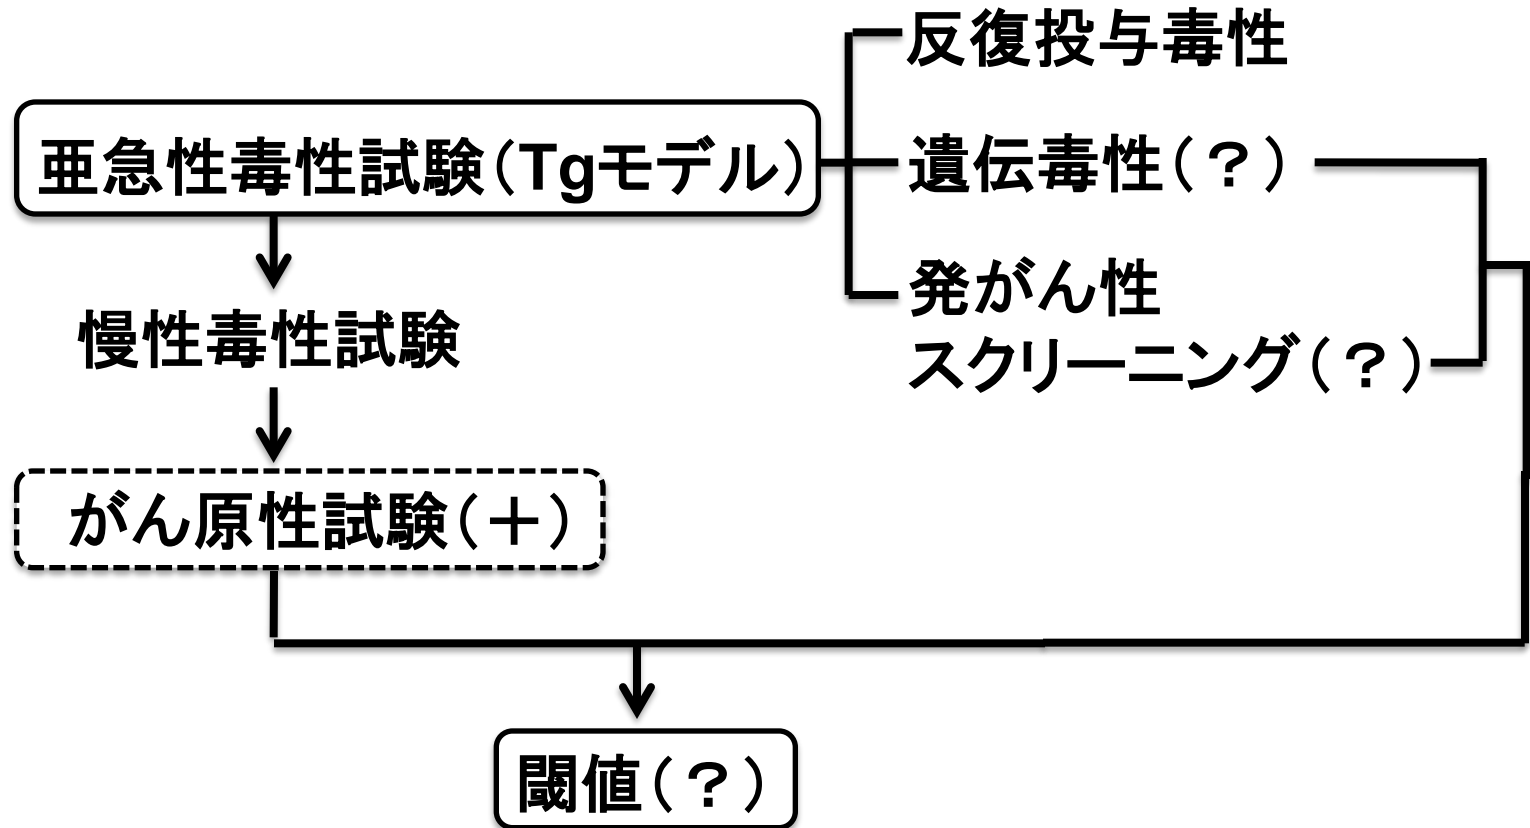 反復投与毒性
亜急性毒性試験(Tgモデル)
遺伝毒性(?)
発がん性
スクリーニング(?)
慢性毒性試験
がん原性試験(+)
閾値(?)